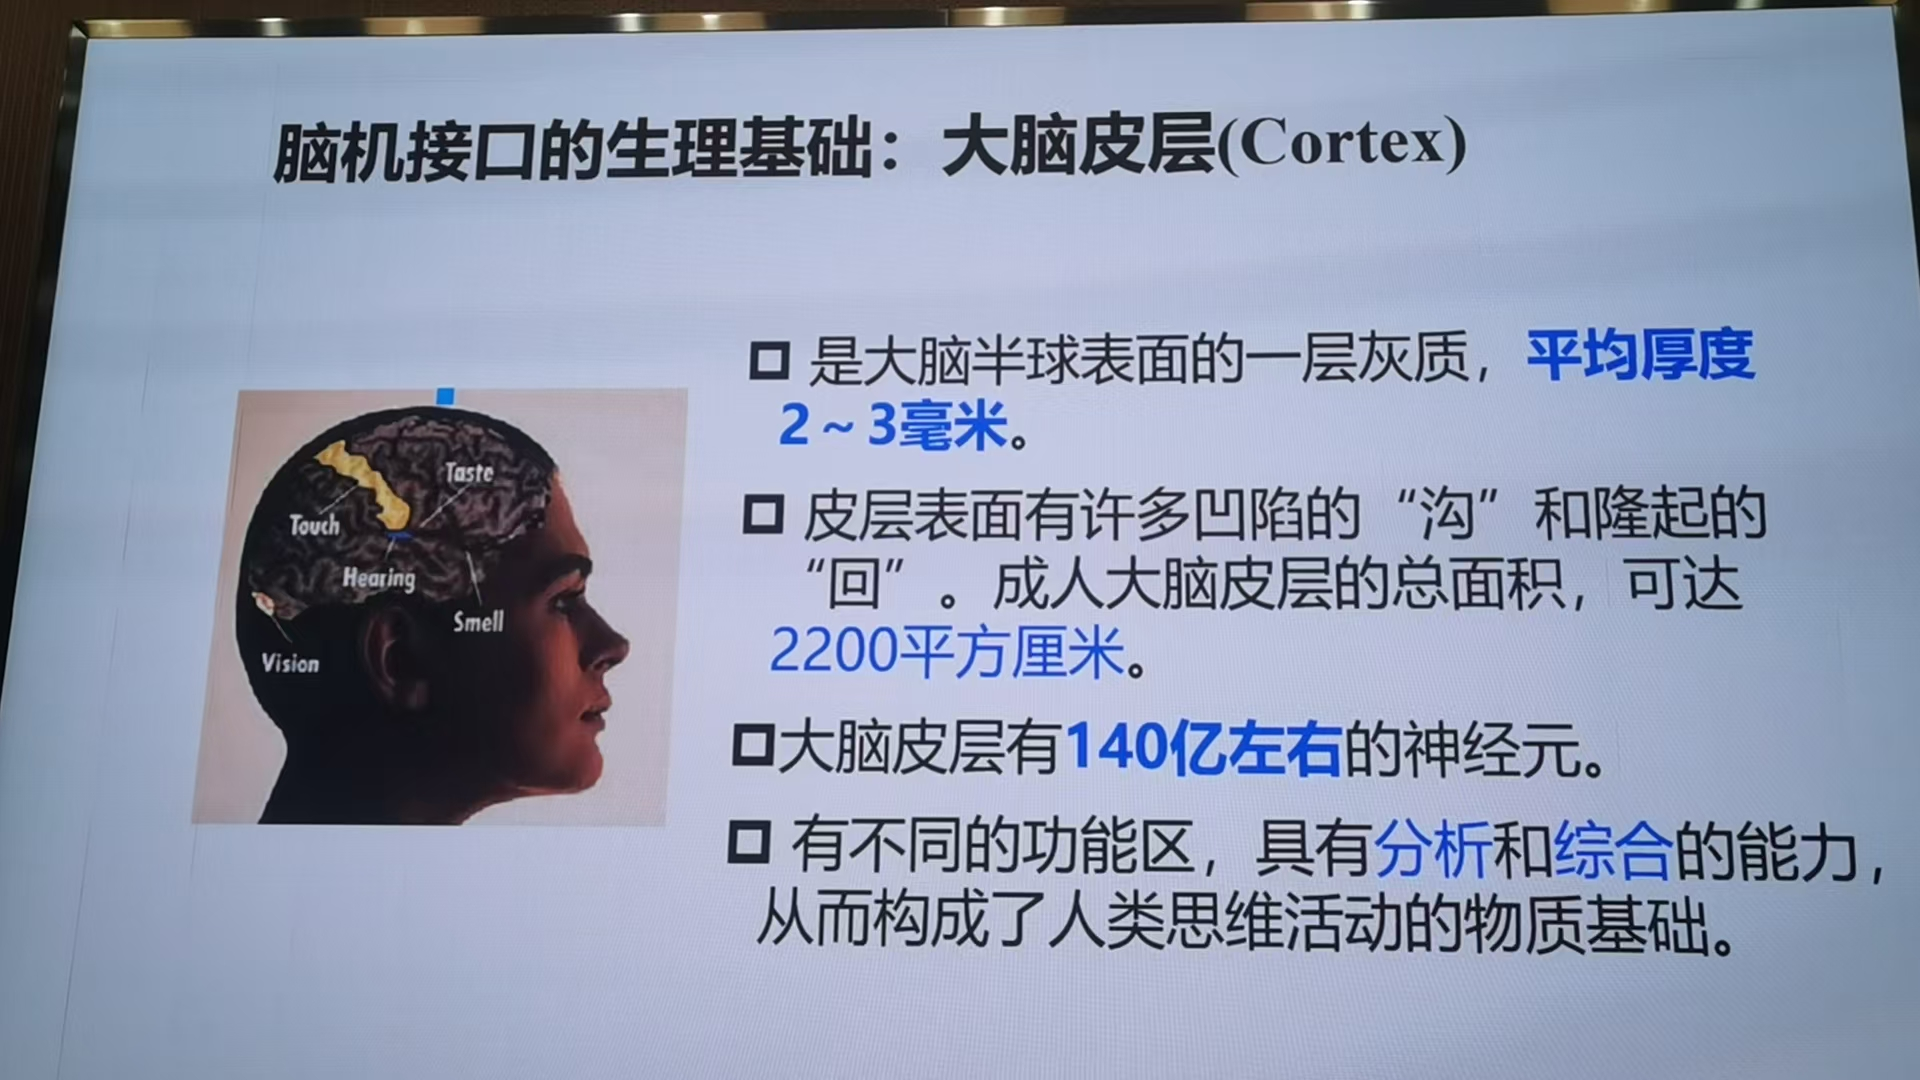 脑机接口的生理基础：大脑皮层(Cortex)
是大脑半球表面的一层灰质，平均厚度
2～3毫米。
皮层表面有许多凹陷的“沟”和隆起的
“回”。成人大脑皮层的总面积，可达
2200平方厘米。
大脑皮层有140亿左右的神经元。
有不同的功能区，具有分析和综合的能力，
从而构成了人类思维活动的物质基础。
Taste
Touch
Hearing
Smell
Vision